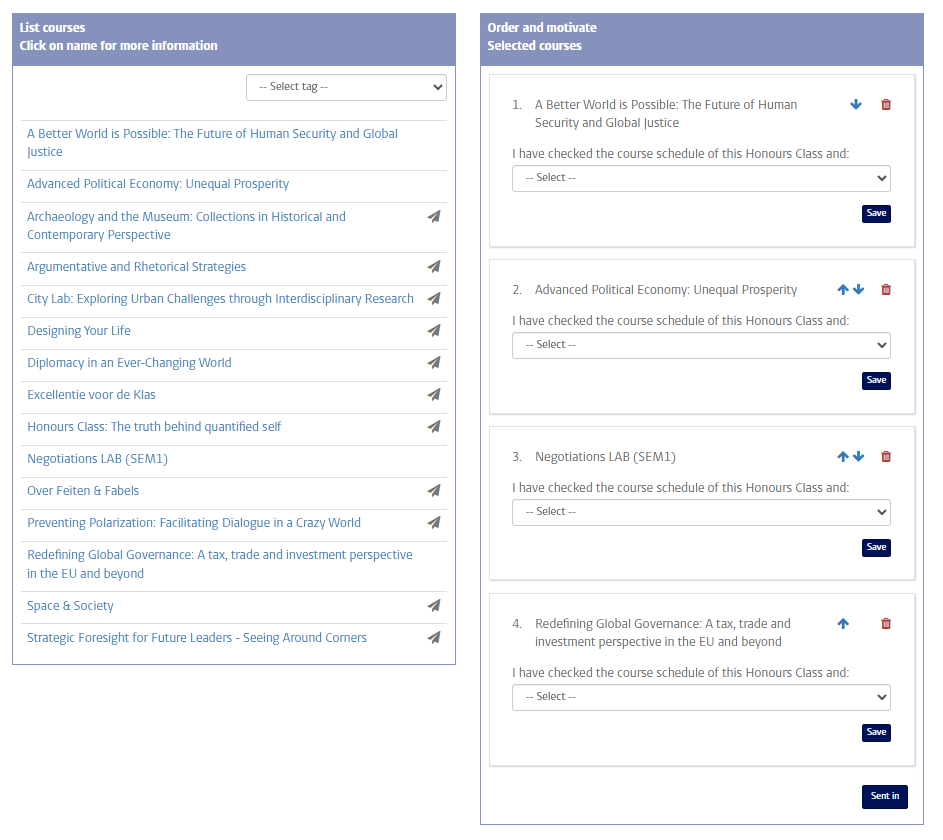 List courses
Click on name for more information
-- Select tag --
A Better World is Possible: The Future of Human Security and Global
Justice
Advanced Political Economy: Unequal Prosperity
Archaeology and the Museum: Collections in Historical and
Contemporary Perspective
Argumentative and Rhetorical Strategies
City Lab: Exploring Urban Challenges through Interdisciplinary Research
Designing Your Life
Diplomacy in an Ever-Changing World
Excellentie voor de Klas
Honours Class: The truth behind quantified self
Negotiations LAB (SEM1)
Over Feiten & Fabels
Preventing Polarization: Facilitating Dialogue in a Crazy World
Redefining Global Governance: A tax, trade and investment perspective
in the EU and beyond
Space & Society
Strategic Foresight for Future Leaders - Seeing Around Corners
Order and motivate
Selected courses
1. A Better World is Possible: The Future of Human
Security and Global Justice
I have checked the course schedule of this Honours Class and:
-- Select --
Save
2. Advanced Political Economy: Unequal Prosperity
I have checked the course schedule of this Honours Class and:
-- Select --
Save
3. Negotiations LAB (SEM1)
I have checked the course schedule of this Honours Class and:
-- Select --
Save
4. Redefining Global Governance: A tax, trade and
investment perspective in the EU and beyond
I have checked the course schedule of this Honours Class and:
-- Select --
Save
Sent in